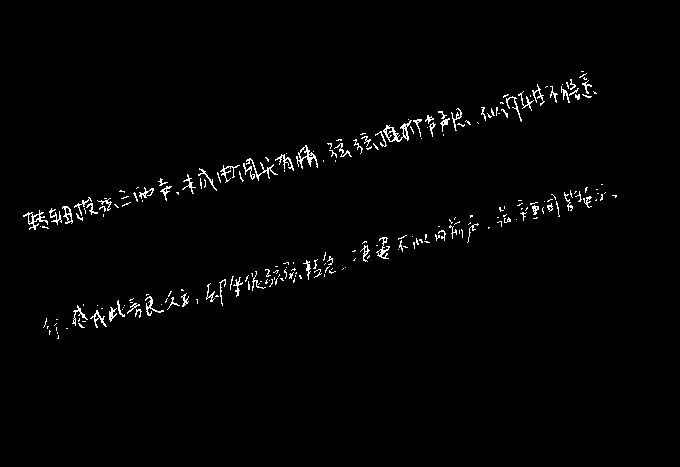 转轴拨弦三两声,未成曲调先有情.弦弦掩抑声声思,似诉平生不得意
行.感我此言良久立,却坐促弦弦转急.凄凄不似向前声.满座重闻皆掩泣.